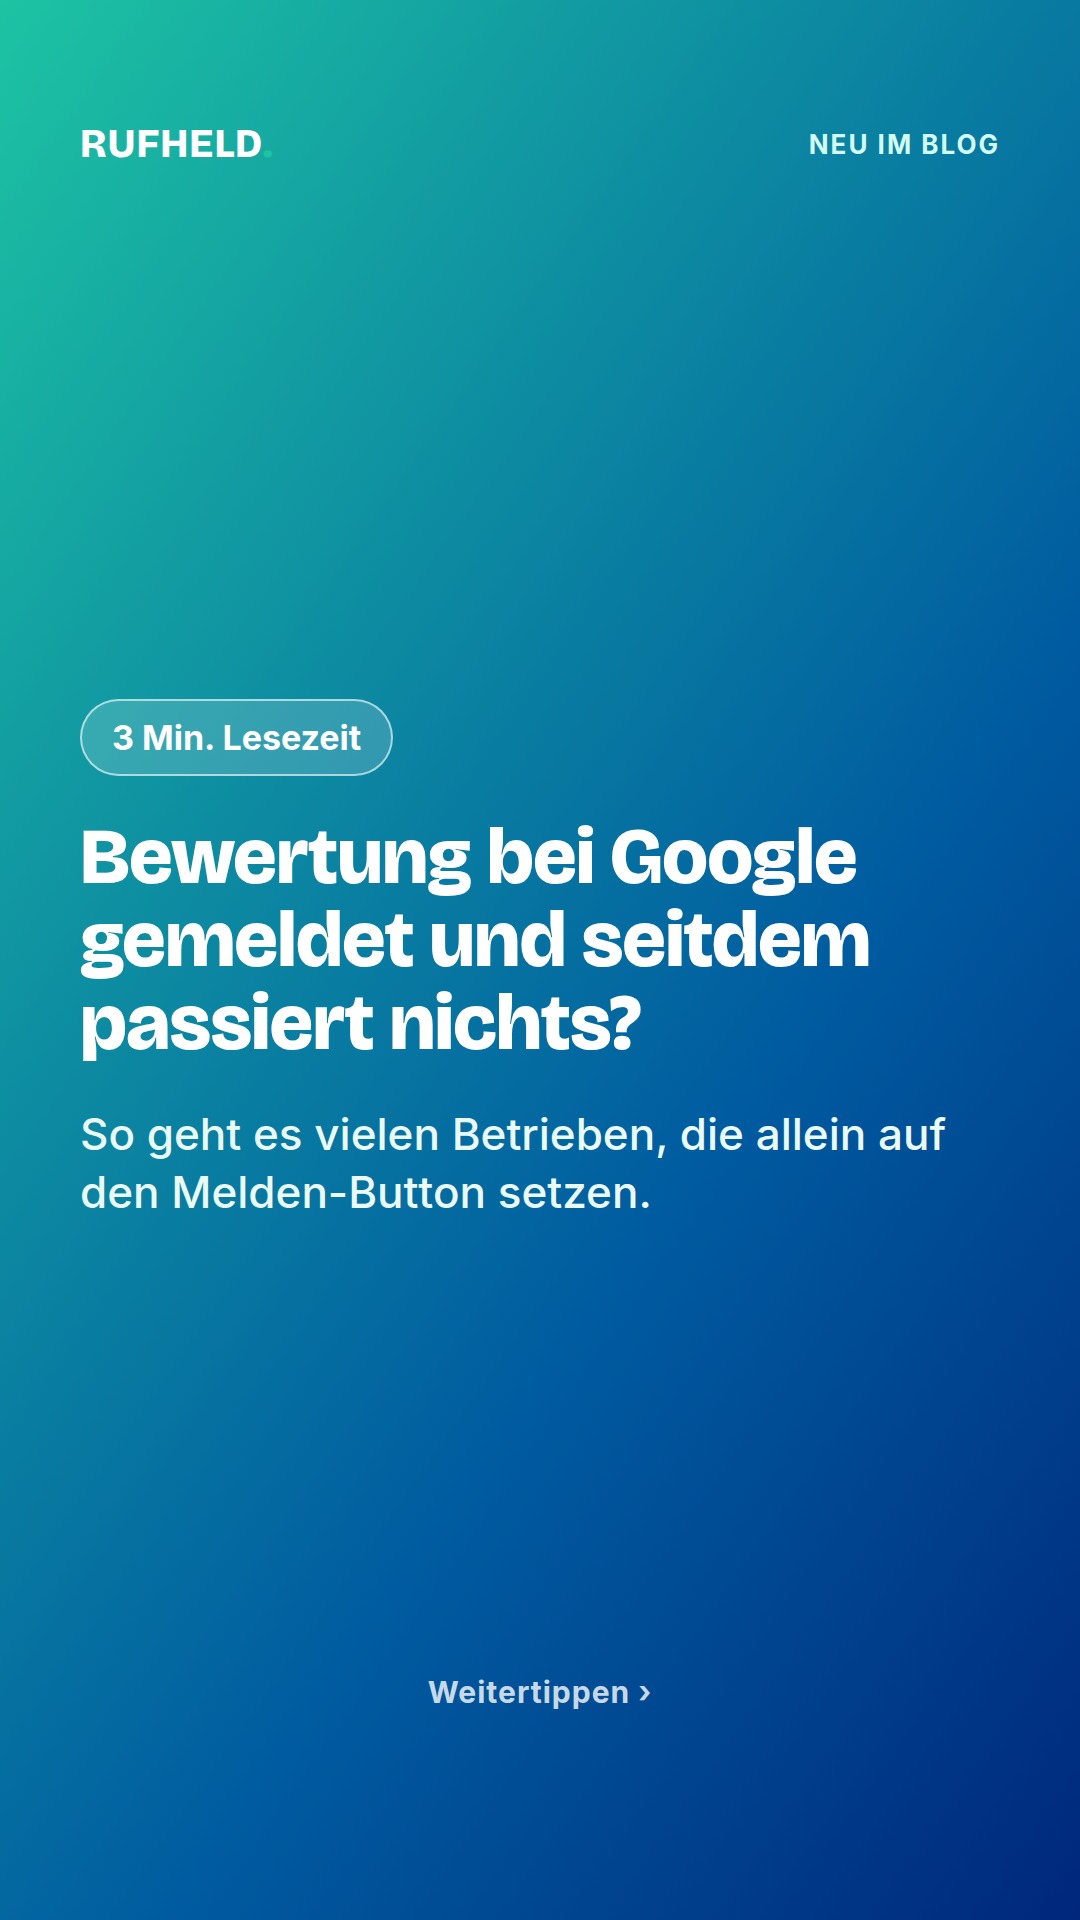 RUFHELD.
NEU IM BLOG
3 Min. Lesezeit
Bewertung bei Google
gemeldet und seitdem
passiert nichts?
So geht es vielen Betrieben, die allein auf
den Melden-Button setzen.
Weitertippen ›